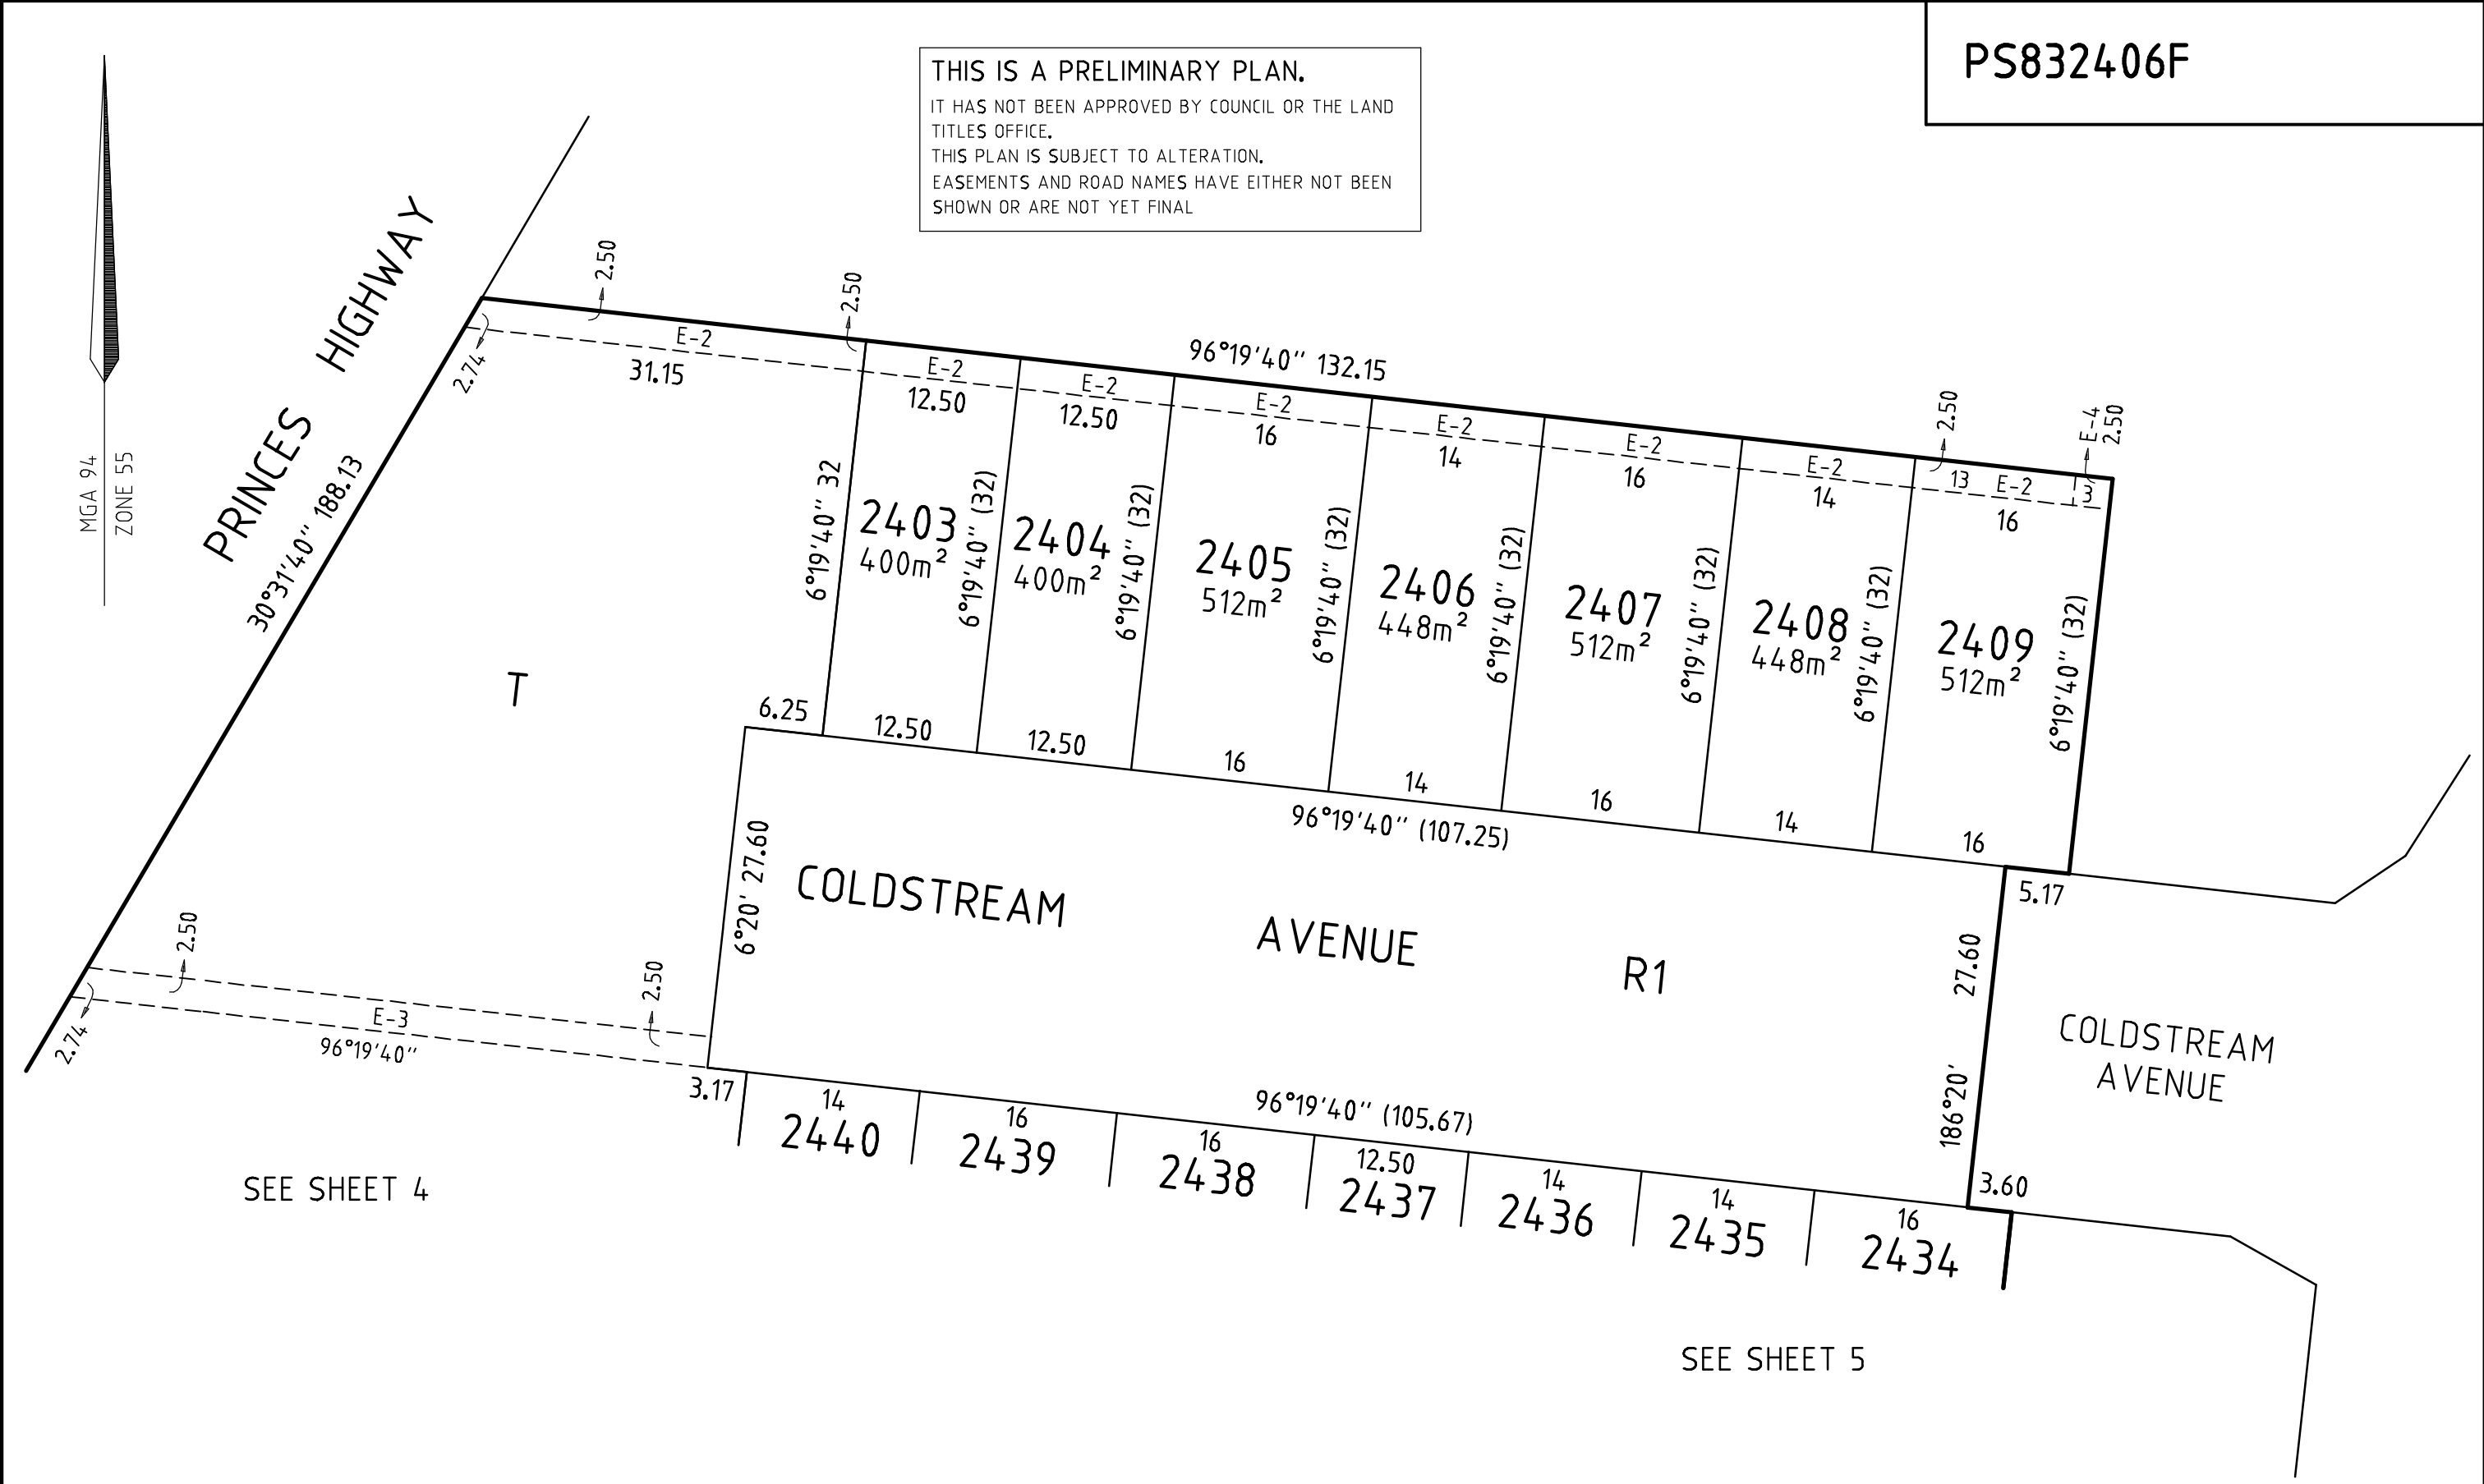 PS832406F
THIS IS A PRELIMINARY PLAN.
IT HAS NOT BEEN APPROVED BY COUNCIL OR THE LAND
TITLES OFFICE.
THIS PLAN IS SUBJECT TO ALTERATION.
EASEMENTS AND ROAD NAMES HAVE EITHER NOT BEEN
SHOWN OR ARE NOT YET FINAL
MGA 94
ZONE 55
PRINCES HIGHWAY
30°31'40" 188.13
2.50
2.50
96°19'40" 132.15
2.50
E-4
2.50
2.74
E-2
31.15
E-2
12.50
E-2
12.50
E-2
16
E-2
14
E-2
16
E-2
14
13
E-2
3
16
6°19'40" 32
2403
400m²
6°19'40" (32)
2404
400m²
6°19'40" (32)
2405
512m²
6°19'40" (32)
2406
448m²
6°19'40" (32)
2407
512m²
6°19'40" (32)
2408
448m²
6°19'40" (32)
2409
512m²
6°19'40" (32)
T
6.25
12.50
12.50
16
14
16
14
16
96°19'40" (107.25)
5.17
6°20' 27.60
COLDSTREAM AVENUE R1
27.60
186°20'
COLDSTREAM
AVENUE
2.50
2.50
2.74
E-3
96°19'40"
3.17
96°19'40" (105.67)
3.60
14
2440
16
2439
16
2438
12.50
2437
14
2436
14
2435
16
2434
SEE SHEET 4
SEE SHEET 5